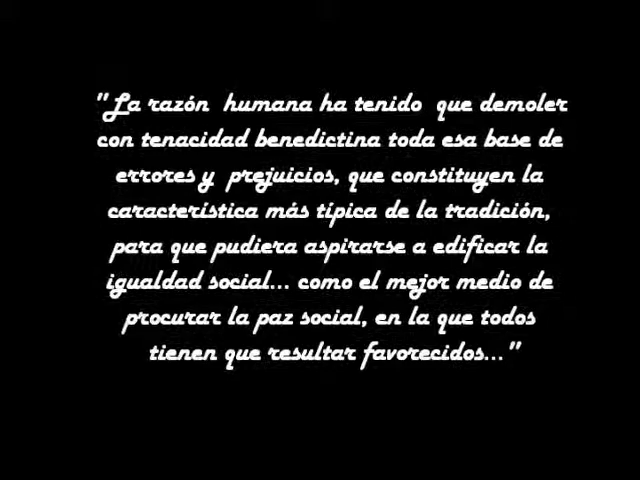 "La razón humana ha tenido que demoler
con tenacidad benedictina toda esa base de
errores y prejuicios, que constituyen la
característica más típica de la tradición,
para que pudiera aspirarse a edificar la
igualdad social... como el mejor medio de
procurar la paz social, en la que todos
tienen que resultar favorecidos..."